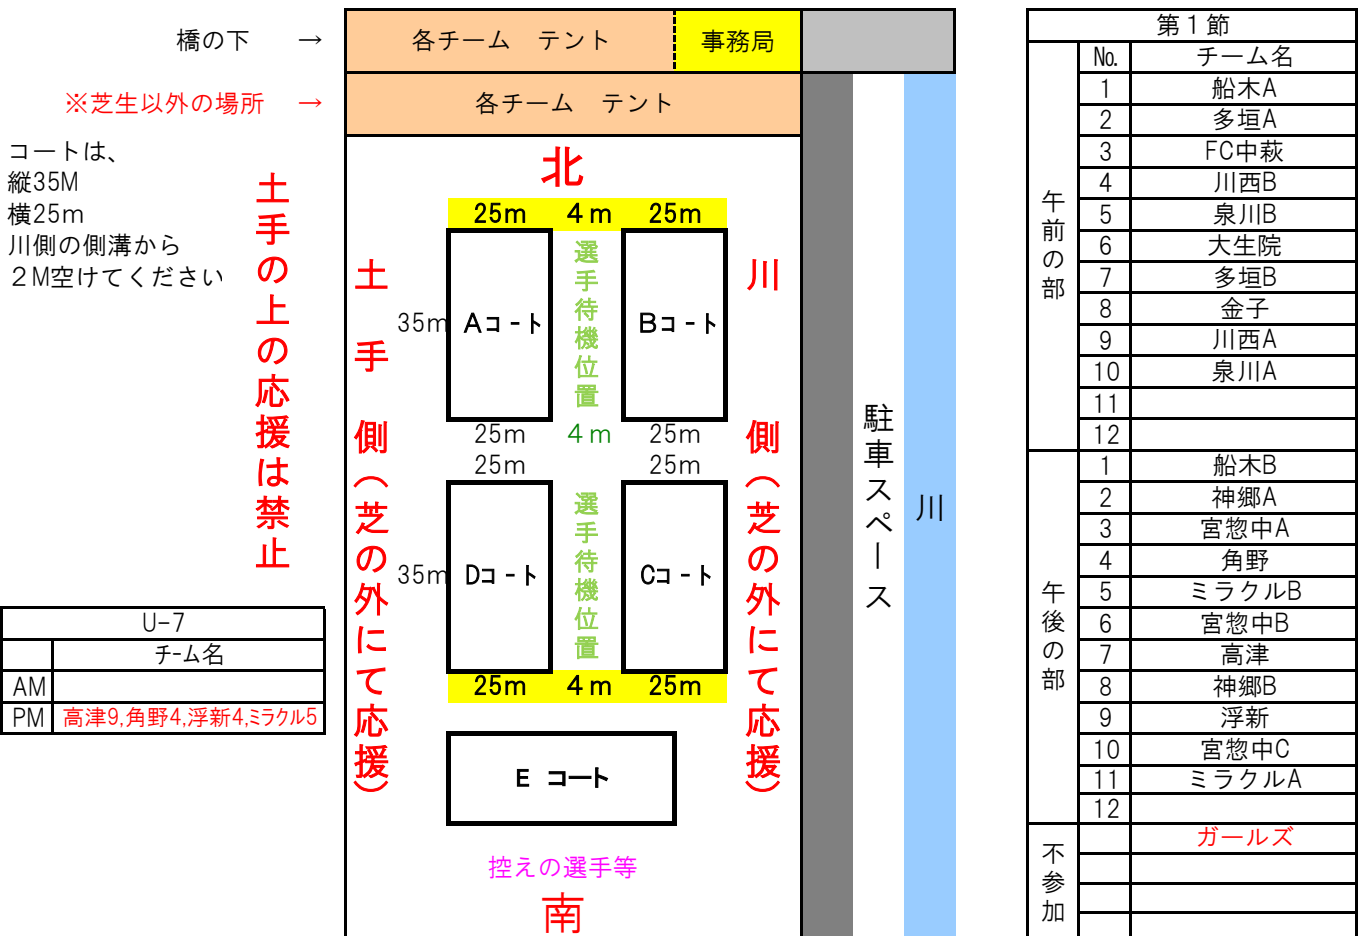 橋の下 →
各チーム テント
事務局
※芝生以外の場所 →
各チーム テント
コートは、
縦35M
横25m
川側の側溝から
２M空けてください
土手の上の応援は禁止
北
25m 4ｍ 25m
土手側（芝の外にて応援）
35m
Aコート
選手待機位置
Bコート
川側（芝の外にて応援）
25m 4ｍ 25m
25m 25m
35m
Dコート
選手待機位置
Cコート
25m 4ｍ 25m
E コート
控えの選手等
南
駐車スペース
川
U-7
チーム名
AM
PM 高津9,角野4,浮新4,ミラクル5
第１節
No. チーム名
午前の部
1 船木A
2 多垣A
3 FC中萩
4 川西B
5 泉川B
6 大生院
7 多垣B
8 金子
9 川西A
10 泉川A
11
12
午後の部
1 船木B
2 神郷A
3 宮惣中A
4 角野
5 ミラクルB
6 宮惣中B
7 高津
8 神郷B
9 浮新
10 宮惣中C
11 ミラクルA
12
不参加
ガールズ